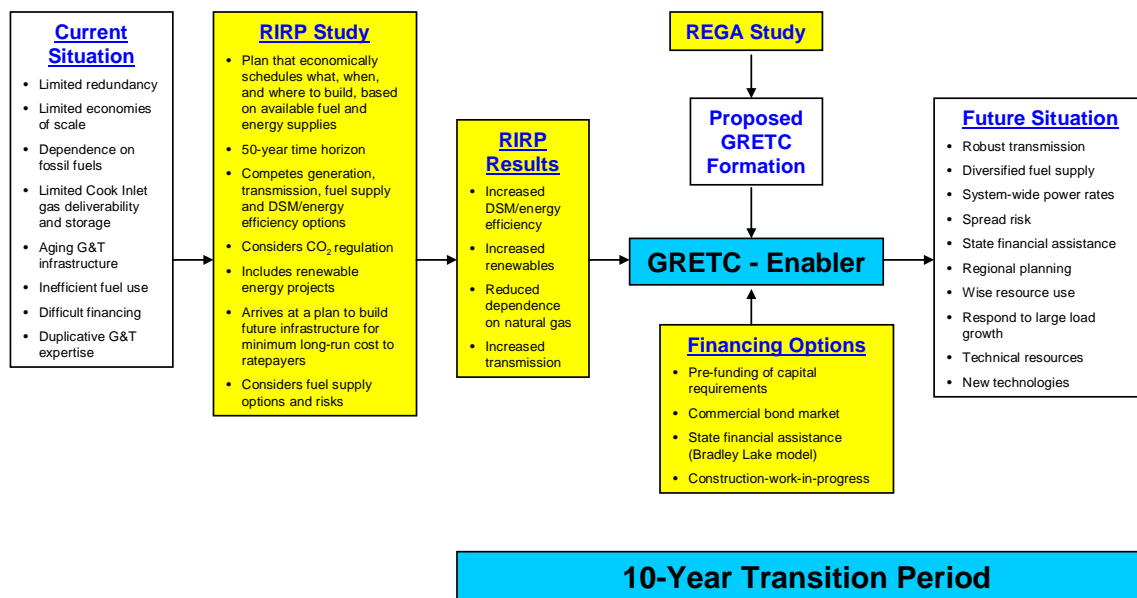 Current
Situation
• Limited redundancy
• Limited economies
of scale
• Dependence on
fossil fuels
• Limited Cook Inlet
gas deliverability
and storage
• Aging G&T
infrastructure
• Inefficient fuel use
• Difficult financing
• Duplicative G&T
expertise
RIRP Study
• Plan that economically
schedules what, when,
and where to build, based
on available fuel and
energy supplies
• 50-year time horizon
• Competes generation,
transmission, fuel supply
and DSM/energy
efficiency options
• Considers CO₂ regulation
• Includes renewable
energy projects
• Arrives at a plan to build
future infrastructure for
minimum long-run cost to
ratepayers
• Considers fuel supply
options and risks
RIRP
Results
• Increased
DSM/energy
efficiency
• Increased
renewables
• Reduced
dependence
on natural gas
• Increased
transmission
REGA Study
Proposed
GRETC
Formation
GRETC - Enabler
Financing Options
• Pre-funding of capital
requirements
• Commercial bond market
• State financial assistance
(Bradley Lake model)
• Construction-work-in-progress
Future Situation
• Robust transmission
• Diversified fuel supply
• System-wide power rates
• Spread risk
• State financial assistance
• Regional planning
• Wise resource use
• Respond to large load
growth
• Technical resources
• New technologies
10-Year Transition Period